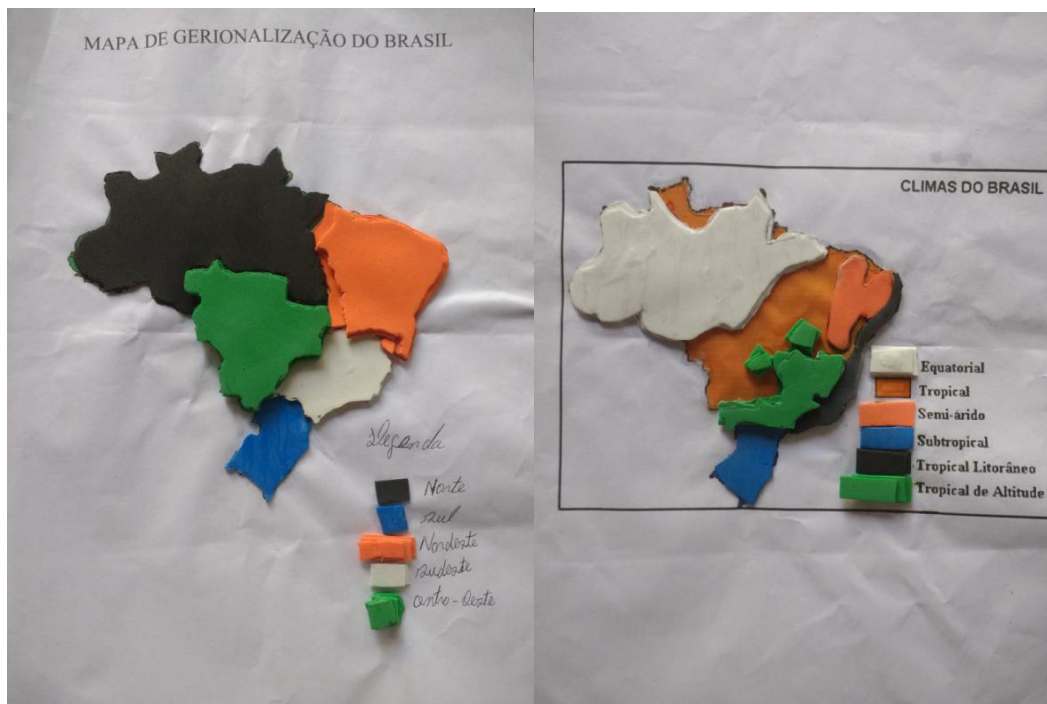 MAPA DE GERIONALIZAÇÃO DO BRASIL
Legenda
Norte
Sul
Nordeste
Sudeste
Centro-Oeste
CLIMAS DO BRASIL
Equatorial
Tropical
Semi-árido
Subtropical
Tropical Litorâneo
Tropical de Altitude